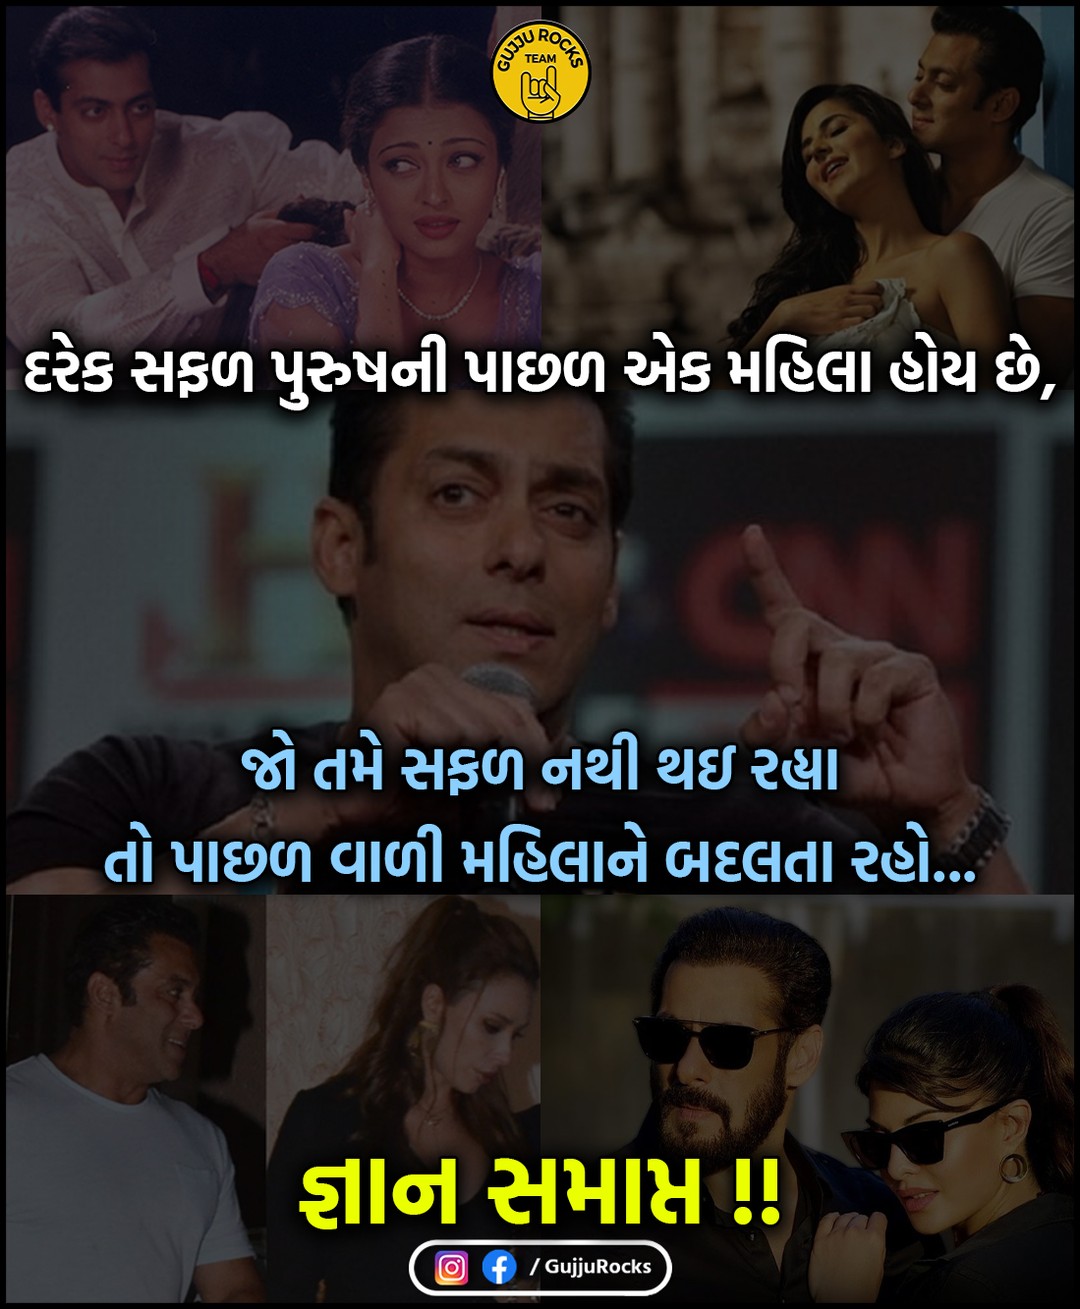 GUJJU ROCKS
TEAM
દરેક સફળ પુરુષની પાછળ એક મહિલા હોય છે,
CNN
જો તમે સફળ નથી થઇ રહ્યા
તો પાછળ વાળી મહિલાને બદલતા રહો...
જ્ઞાન સમાપ્ત !!
/ GujjuRocks